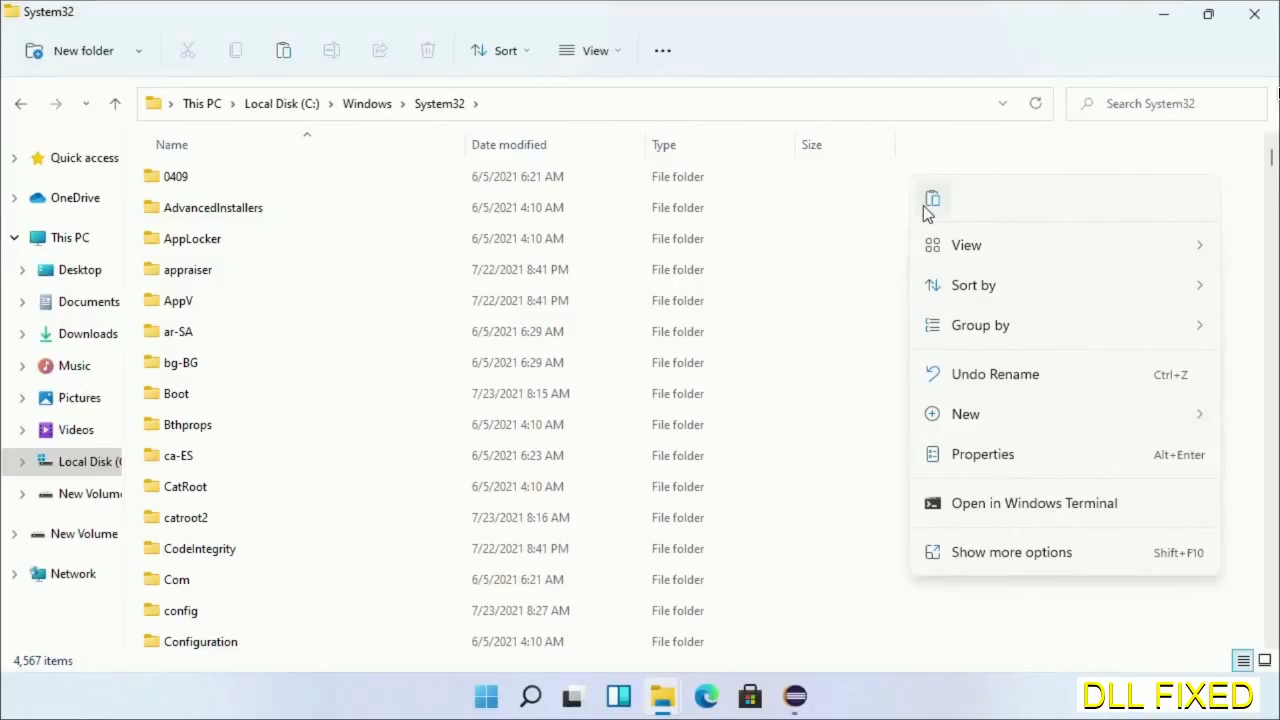 System32
New folder
Sort
View
This PC
Local Disk (C:)
Windows
System32
Search System32
Name
Date modified
Type
Size
Quick access
OneDrive
This PC
Desktop
Documents
Downloads
Music
Pictures
Videos
Local Disk (
New Volum
New Volume
Network
0409 6/5/2021 6:21 AM File folder
AdvancedInstallers 6/5/2021 4:10 AM File folder
AppLocker 6/5/2021 4:10 AM File folder
appraiser 7/22/2021 8:41 PM File folder
AppV 7/22/2021 8:41 PM File folder
ar-SA 6/5/2021 6:29 AM File folder
bg-BG 6/5/2021 6:29 AM File folder
Boot 7/23/2021 8:15 AM File folder
Bthprops 6/5/2021 4:10 AM File folder
ca-ES 6/5/2021 6:23 AM File folder
CatRoot 6/5/2021 4:10 AM File folder
catroot2 7/23/2021 8:16 AM File folder
CodeIntegrity 7/22/2021 8:41 PM File folder
Com 6/5/2021 6:21 AM File folder
config 7/23/2021 8:27 AM File folder
Configuration 6/5/2021 4:10 AM File folder
View
Sort by
Group by
Undo Rename Ctrl+Z
New
Properties Alt+Enter
Open in Windows Terminal
Show more options Shift+F10
4,567 items
DLL FIXED